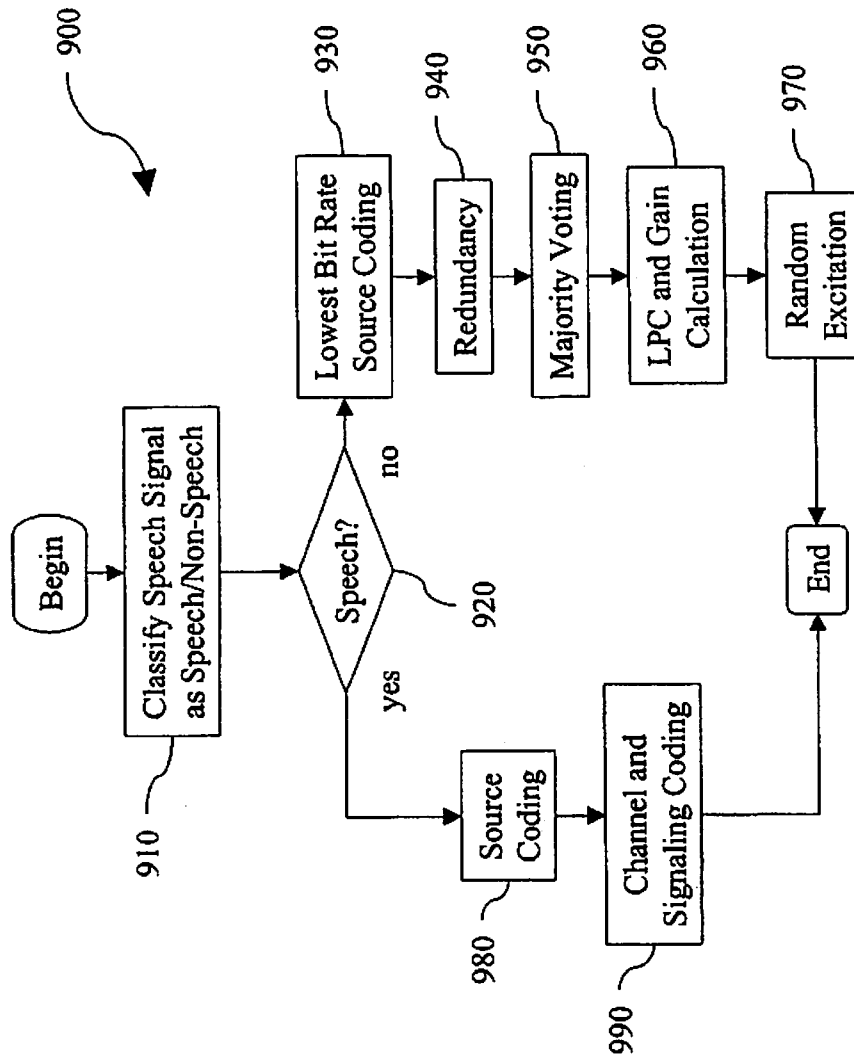 900
Begin
Classify Speech Signal
as Speech/Non-Speech
910
Speech?
920
yes
no
Lowest Bit Rate
Source Coding
930
Redundancy
940
Majority Voting
950
LPC and Gain
Calculation
960
Random
Excitation
970
Source
Coding
980
Channel and
Signaling Coding
990
End